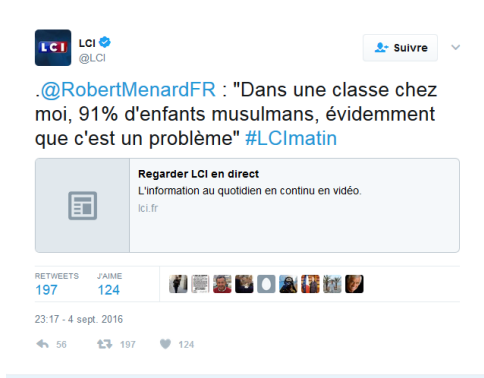 LCI
LCI
@LCI
Suivre
.@RobertMenardFR : "Dans une classe chez
moi, 91% d'enfants musulmans, évidemment
que c'est un problème" #LCImatin
Regarder LCI en direct
L'information au quotidien en continu en vidéo.
lci.fr
RETWEETS J'AIME
197 124
23:17 - 4 sept. 2016
56 197 124